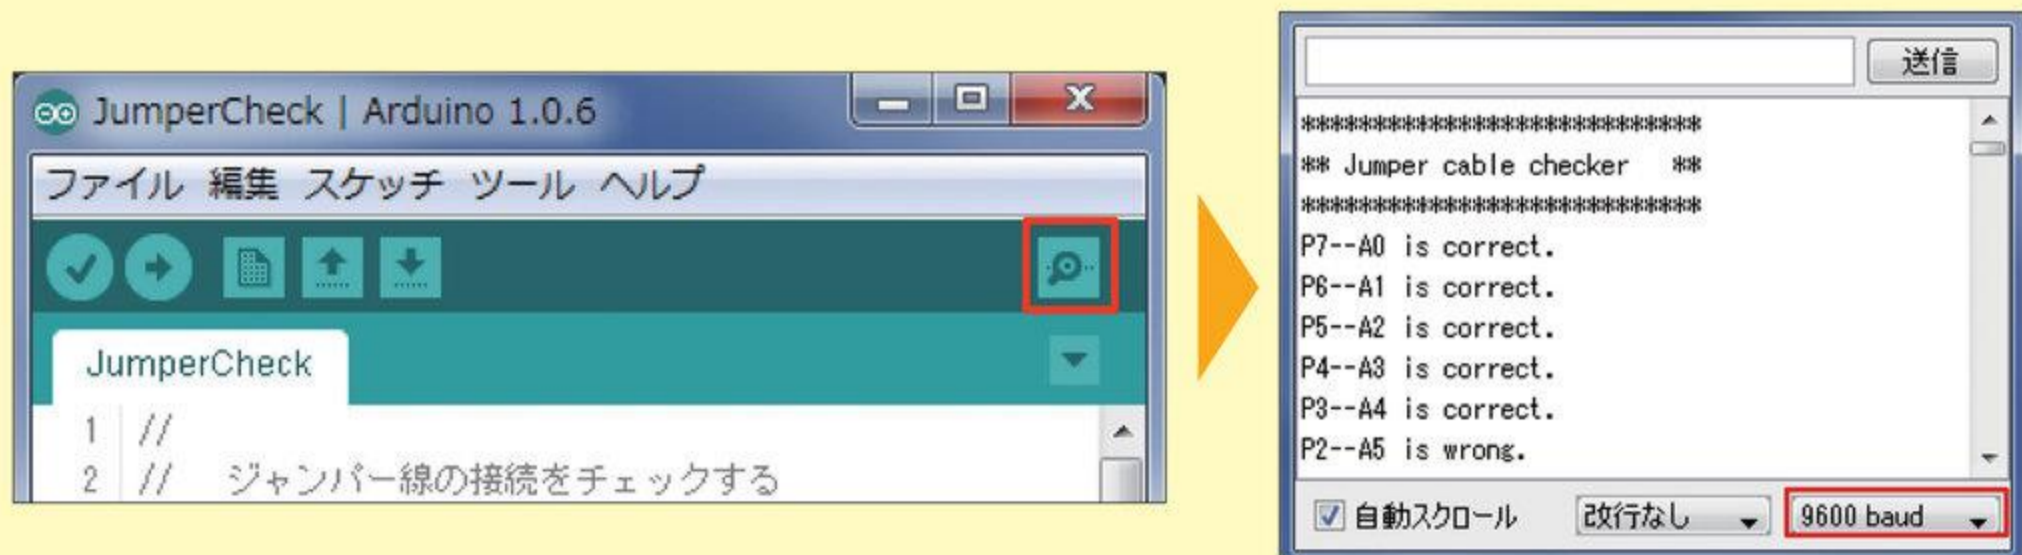 JumperCheck | Arduino 1.0.6
ファイル 編集 スケッチ ツール ヘルプ
JumperCheck
1 //
2 // ジャンパー線の接続をチェックする
送信
****************************
** Jumper cable checker **
****************************
P7--A0 is correct.
P6--A1 is correct.
P5--A2 is correct.
P4--A3 is correct.
P3--A4 is correct.
P2--A5 is wrong.
自動スクロール 改行なし 9600 baud